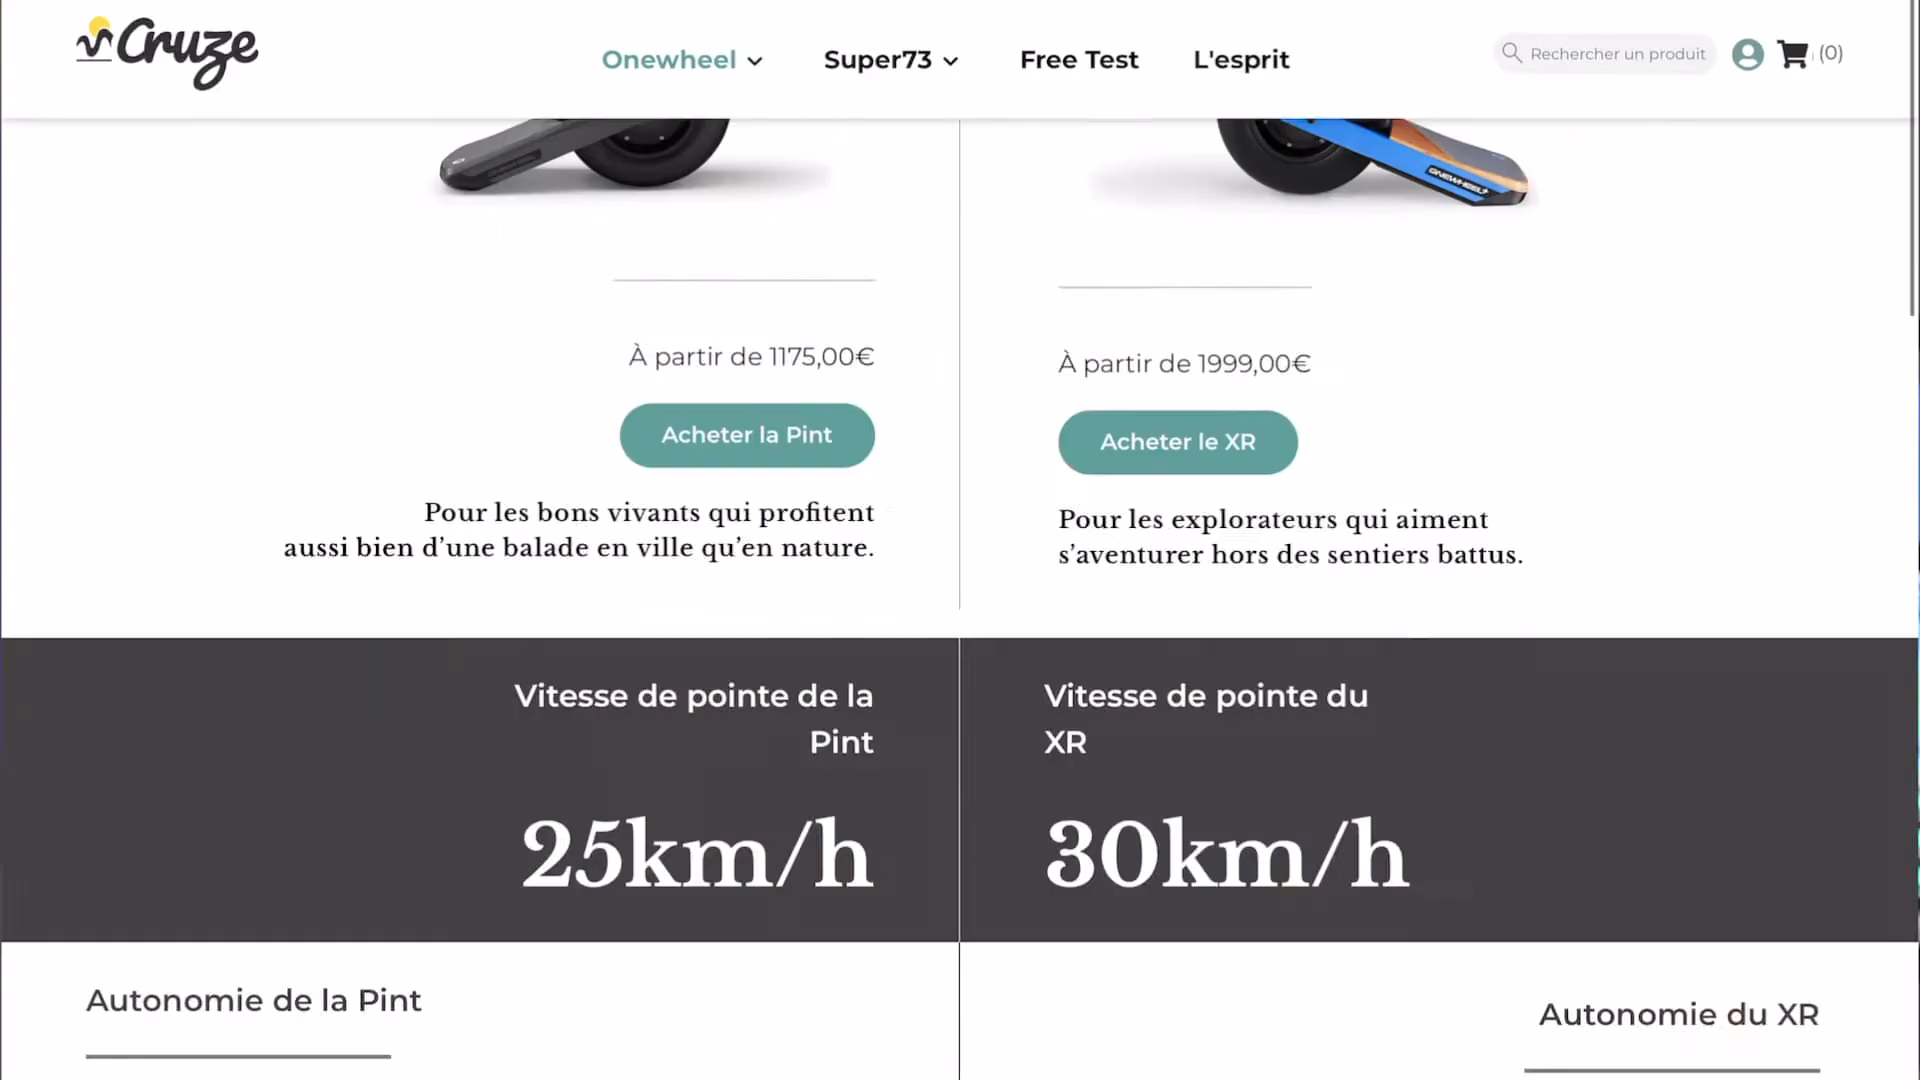 Cruze
Onewheel
Super73
Free Test
L'esprit
Rechercher un produit
(0)
ONEWHEEL+
À partir de 1175,00€
Acheter la Pint
Pour les bons vivants qui profitent
aussi bien d’une balade en ville qu’en nature.
À partir de 1999,00€
Acheter le XR
Pour les explorateurs qui aiment
s’aventurer hors des sentiers battus.
Vitesse de pointe de la
Pint
25km/h
Vitesse de pointe du
XR
30km/h
Autonomie de la Pint
Autonomie du XR